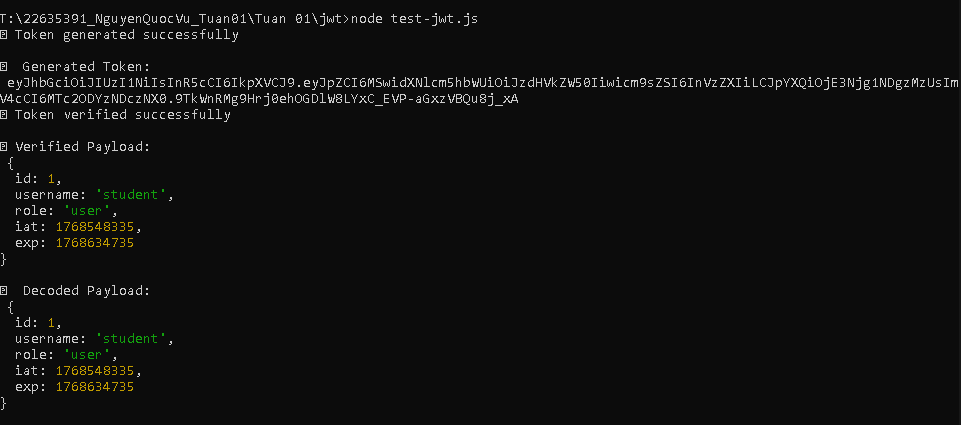 T:\22635391_NguyenQuocVu_Tuan01\Tuan 01\jwt>node test-jwt.js
Token generated successfully
Generated Token:
eyJhbGciOiJIUzI1NiIsInR5cCI6IkpXVCJ9.eyJpZCI6MSwidXNlcm5hbWUiOiJzdHVkZW50Iiwicm9sZSI6InVzZXIiLCJpYXQiOjE3Njg1NDgzMzUsIm
V4cCI6MTc2ODYzNDczNX0.9TkWnRMg9Hrj0ehOGDlW8LYxC_EVP-aGxzVBQu8j_xA
Token verified successfully
Verified Payload:
{
id: 1,
username: 'student',
role: 'user',
iat: 1768548335,
exp: 1768634735
}
Decoded Payload:
{
id: 1,
username: 'student',
role: 'user',
iat: 1768548335,
exp: 1768634735
}